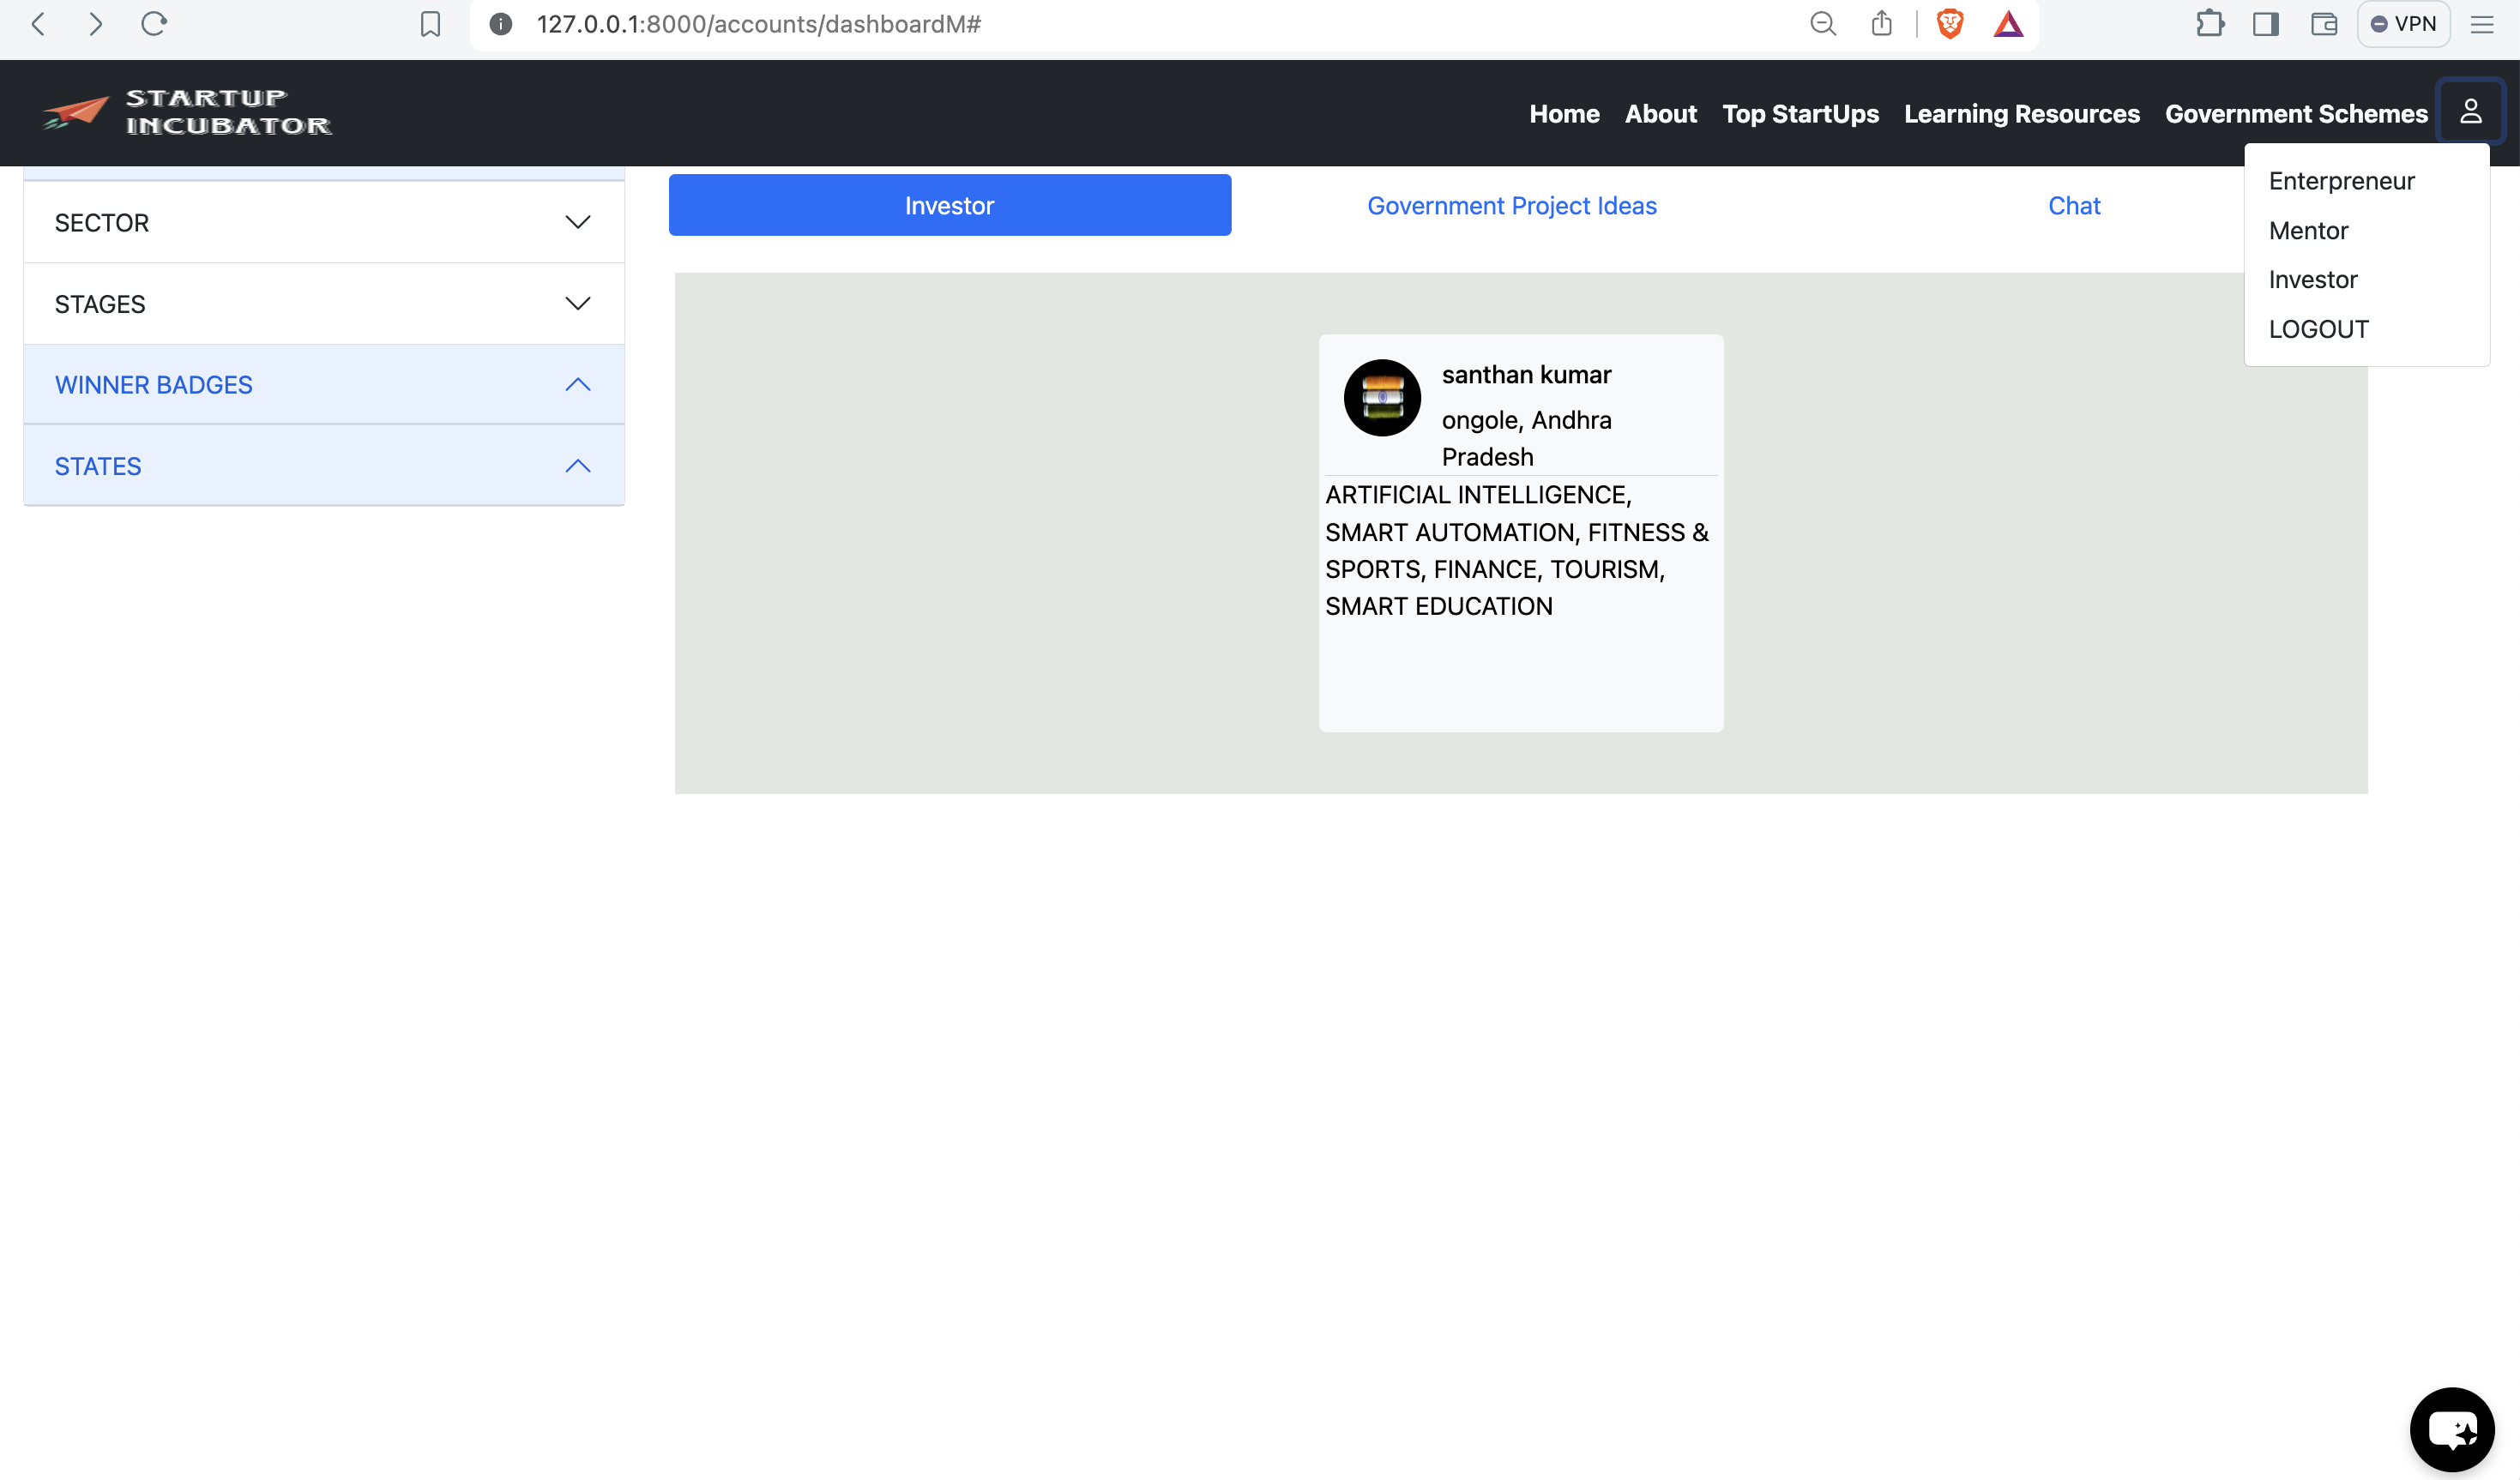 127.0.0.1:8000/accounts/dashboardM#
VPN
STARTUP
INCUBATOR
Home About Top StartUps Learning Resources Government Schemes
Enterpreneur
Mentor
Investor
LOGOUT
SECTOR
STAGES
WINNER BADGES
STATES
Investor
Government Project Ideas
Chat
santhan kumar
ongole, Andhra
Pradesh
ARTIFICIAL INTELLIGENCE,
SMART AUTOMATION, FITNESS &
SPORTS, FINANCE, TOURISM,
SMART EDUCATION